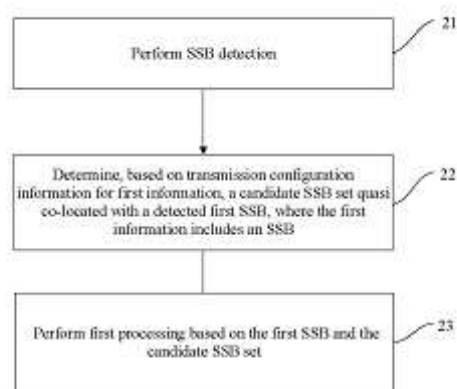 21
Perform SSB detection
Determine, based on transmission configuration
information for first information, a candidate SSB set quasi
co-located with a detected first SSB, where the first
information includes an SSB
22
Perform first processing based on the first SSB and the
candidate SSB set
23